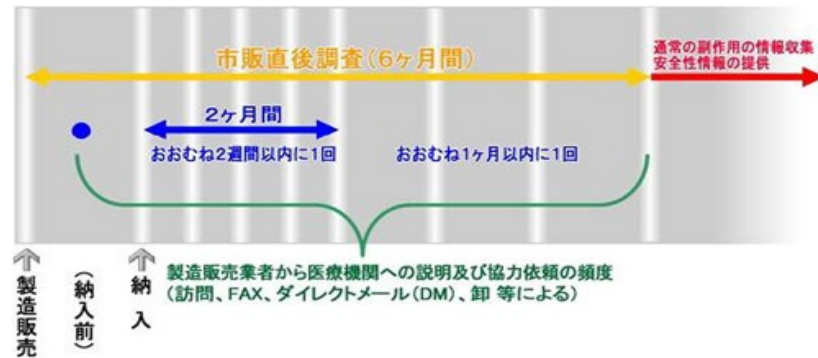 市販直後調査(6ヶ月間)
通常の副作用の情報収集
安全性情報の提供
2ヶ月間
おおむね2週間以内に1回
おおむね1ヶ月以内に1回
製造販売業者から医療機関への説明及び協力依頼の頻度
(訪問、FAX、ダイレクトメール(DM)、卸 等による)
製造販売
(納入前)
納入